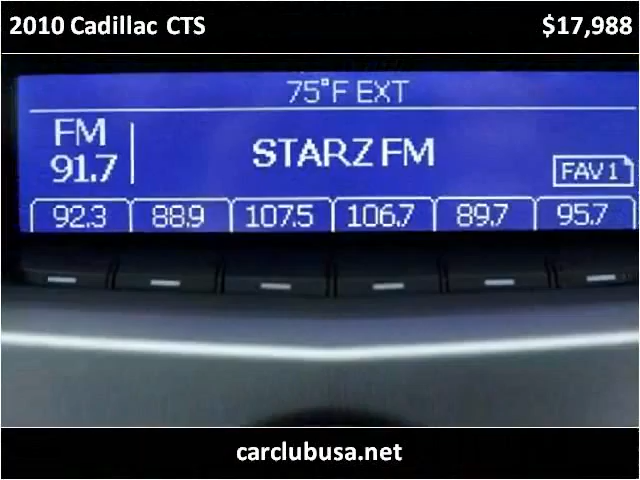 2010 Cadillac CTS $17,988
75°F EXT
FM
91.7
STARZ FM
FAV 1
92.3 88.9 107.5 106.7 89.7 95.7
carclubusa.net